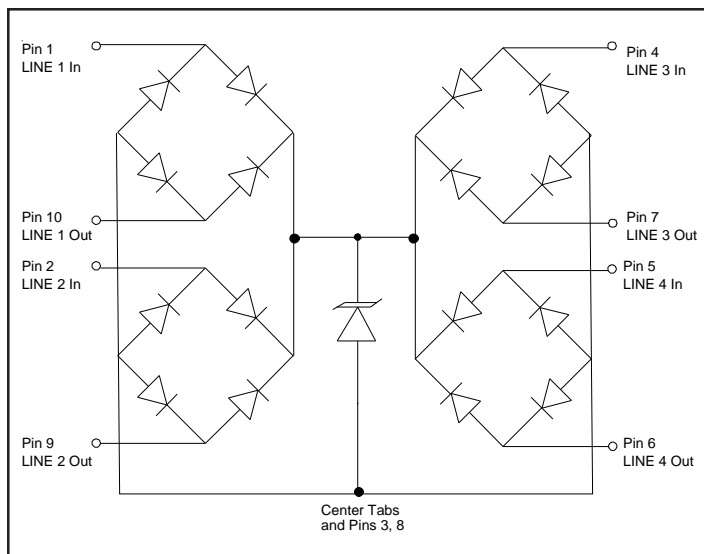 Pin 1
LINE 1 In
Pin 4
LINE 3 In
Pin 10
LINE 1 Out
Pin 7
LINE 3 Out
Pin 2
LINE 2 In
Pin 5
LINE 4 In
Pin 9
LINE 2 Out
Pin 6
LINE 4 Out
Center Tabs
and Pins 3, 8